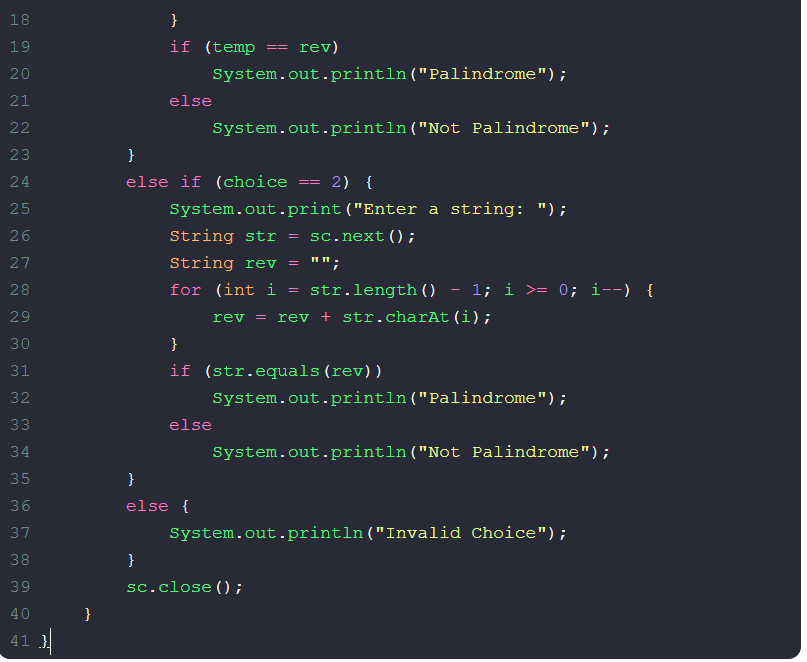 18             }
19             if (temp == rev)
20                 System.out.println("Palindrome");
21             else
22                 System.out.println("Not Palindrome");
23         }
24         else if (choice == 2) {
25             System.out.print("Enter a string: ");
26             String str = sc.next();
27             String rev = "";
28             for (int i = str.length() - 1; i >= 0; i--) {
29                 rev = rev + str.charAt(i);
30             }
31             if (str.equals(rev))
32                 System.out.println("Palindrome");
33             else
34                 System.out.println("Not Palindrome");
35         }
36         else {
37             System.out.println("Invalid Choice");
38         }
39         sc.close();
40     }
41 }